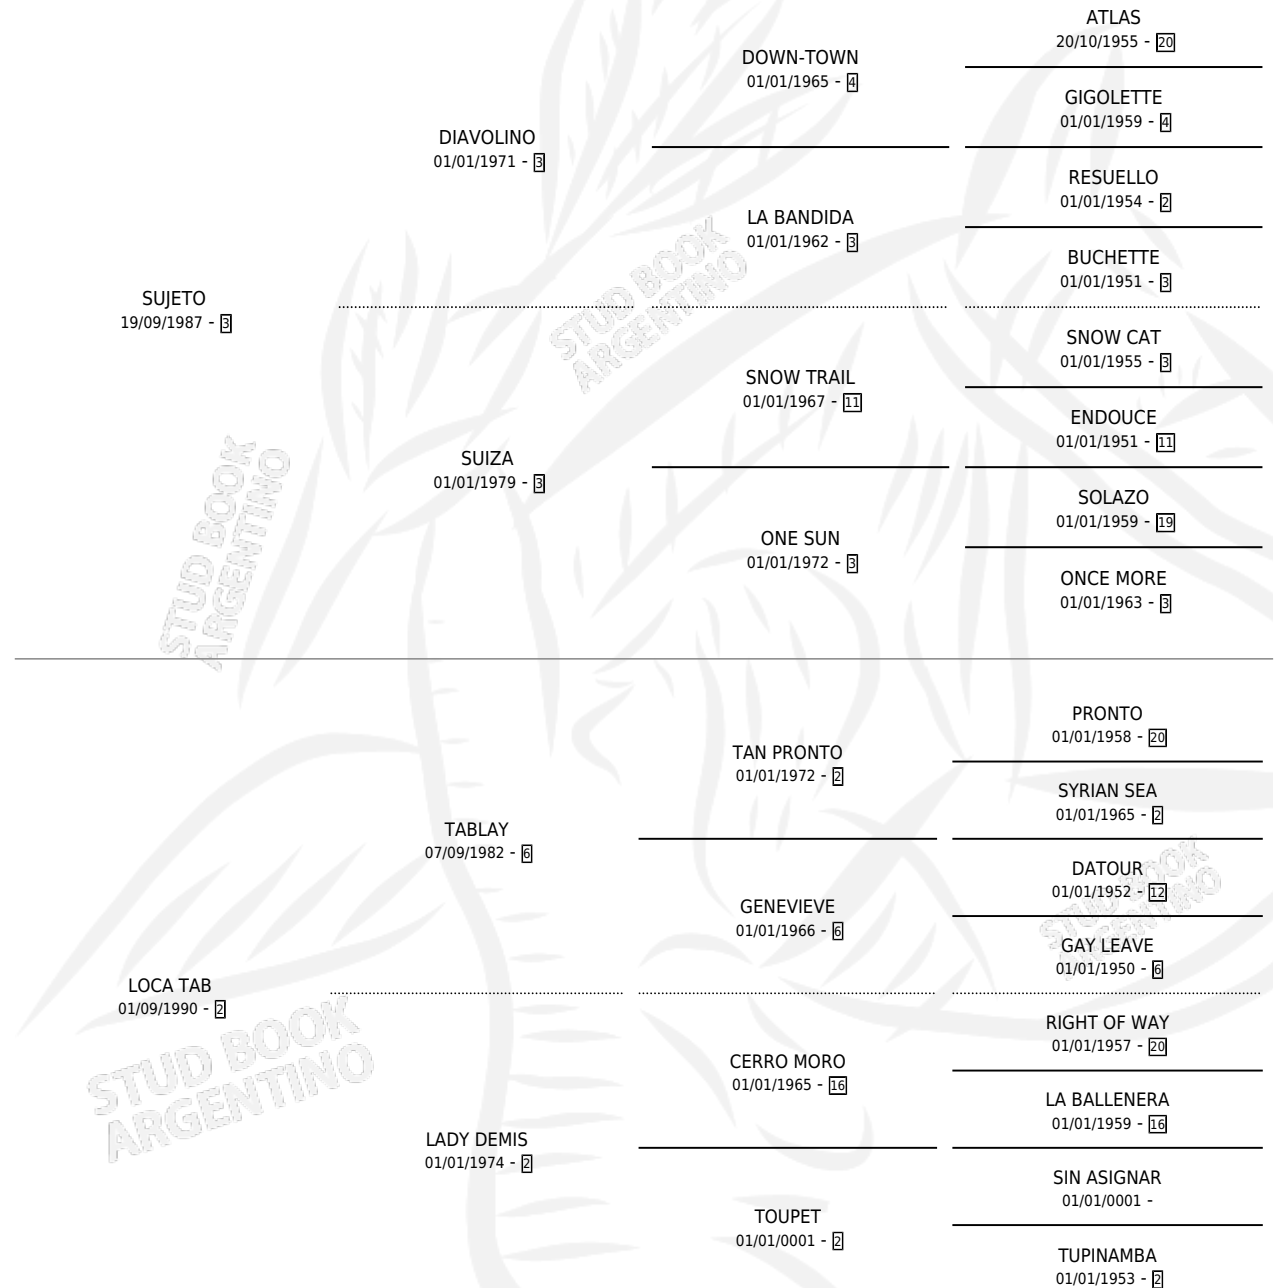 ATLAS
20/10/1955 - 20
DOWN-TOWN
01/01/1965 - 4
GIGOLETTE
01/01/1959 - 4
DIAVOLINO
01/01/1971 - 3
RESUELLO
01/01/1954 - 2
LA BANDIDA
01/01/1962 - 3
BUCHETTE
01/01/1951 - 3
SUJETO
19/09/1987 - 3
SNOW CAT
01/01/1955 - 3
SNOW TRAIL
01/01/1967 - 11
ENDOUCE
01/01/1951 - 11
SUIZA
01/01/1979 - 3
SOLAZO
01/01/1959 - 19
ONE SUN
01/01/1972 - 3
ONCE MORE
01/01/1963 - 3
PRONTO
01/01/1958 - 20
TAN PRONTO
01/01/1972 - 2
SYRIAN SEA
01/01/1965 - 2
TABLAY
07/09/1982 - 6
DATOUR
01/01/1952 - 12
GENEVIEVE
01/01/1966 - 6
GAY LEAVE
01/01/1950 - 6
LOCA TAB
01/09/1990 - 2
RIGHT OF WAY
01/01/1957 - 20
CERRO MORO
01/01/1965 - 16
LA BALLENERA
01/01/1959 - 16
LADY DEMIS
01/01/1974 - 2
SIN ASIGNAR
01/01/0001 -
TOUPET
01/01/0001 - 2
TUPINAMBA
01/01/1953 - 2
STUD BOOK
ARGENTINO
STUD BOOK
ARGENTINO
STUD BOOK
ARGENTINO
STUD BOOK
ARGENTINO